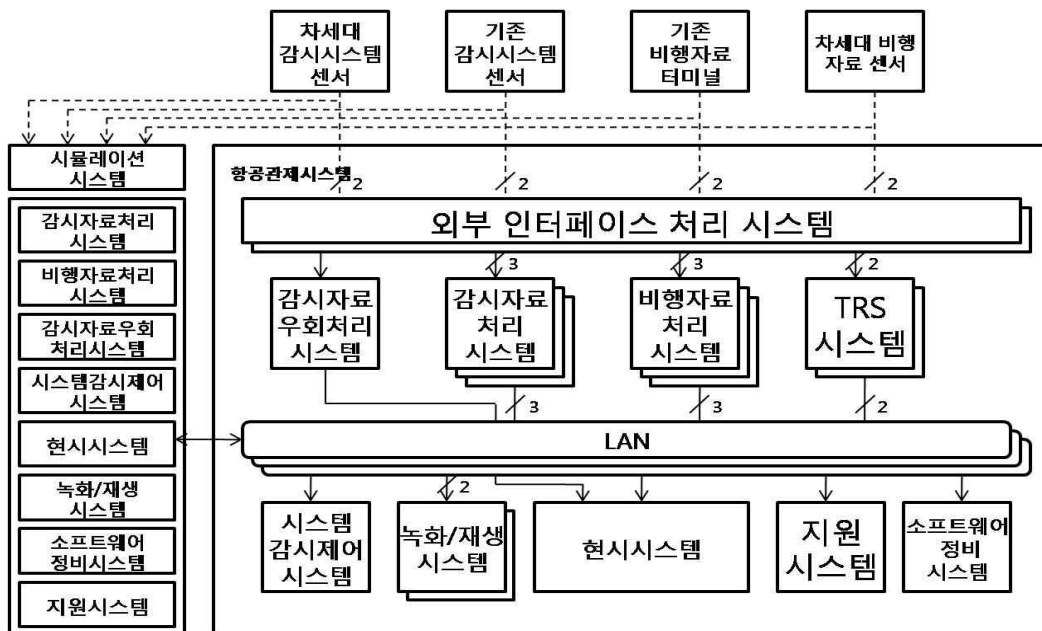 차세대
감시시스템
센서
기존
감시시스템
센서
기존
비행자료
터미널
차세대 비행
자료 센서
시뮬레이션
시스템
감시자료처리
시스템
비행자료처리
시스템
감시자료우회
처리시스템
시스템감시제어
시스템
현시시스템
녹화/재생
시스템
소프트웨어
정비시스템
지원시스템
항공관제시스템
2
2
2
2
외부 인터페이스 처리 시스템
3
3
2
감시자료
우회처리
시스템
감시자료
처리
시스템
비행자료
처리
시스템
TRS
시스템
3
3
2
LAN
2
시스템
감시제어
시스템
녹화/재생
시스템
현시시스템
지원
시스템
소프트웨어
정비
시스템